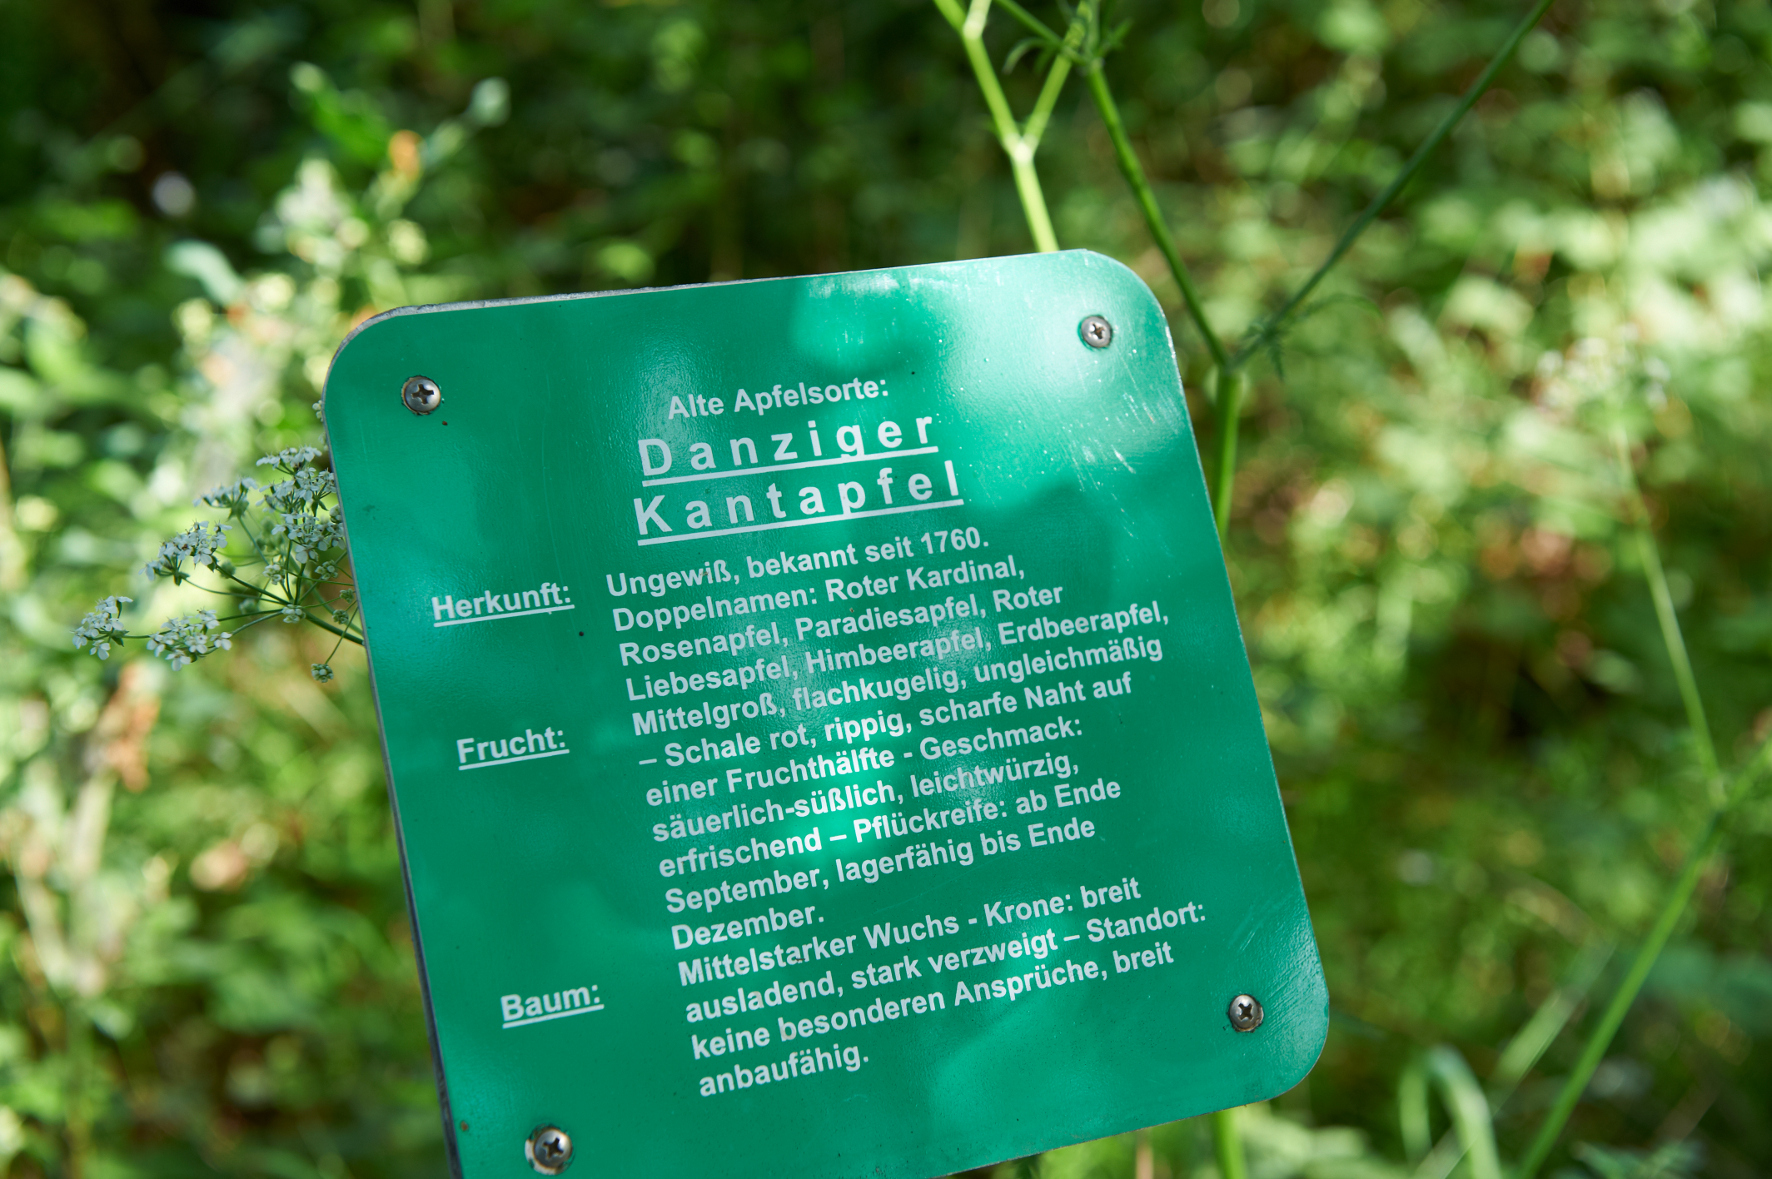 Alte Apfelsorte:
Danziger
Kantapfel
Herkunft: Ungewiß, bekannt seit 1760.
Doppelnamen: Roter Kardinal,
Rosenapfel, Paradiesapfel, Roter
Liebesapfel, Himbeerapfel, Erdbeerapfel,
Frucht: Mittelgroß, flachkugelig, ungleichmäßig
– Schale rot, rippig, scharfe Naht auf
einer Fruchthälfte - Geschmack:
säuerlich-süßlich, leichtwürzig,
erfrischend – Pflückreife: ab Ende
September, lagerfähig bis Ende
Dezember.
Baum: Mittelstarker Wuchs - Krone: breit
ausladend, stark verzweigt – Standort:
keine besonderen Ansprüche, breit
anbaufähig.